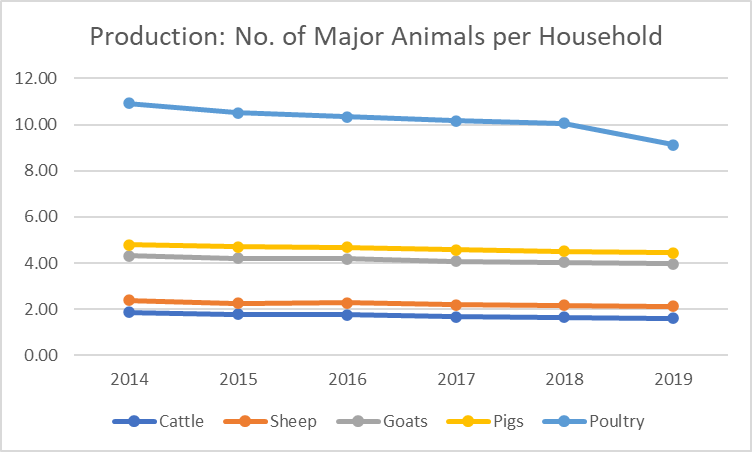 Production: No. of Major Animals per Household
12.00
10.00
8.00
6.00
4.00
2.00
0.00
2014 2015 2016 2017 2018 2019
Cattle Sheep Goats Pigs Poultry